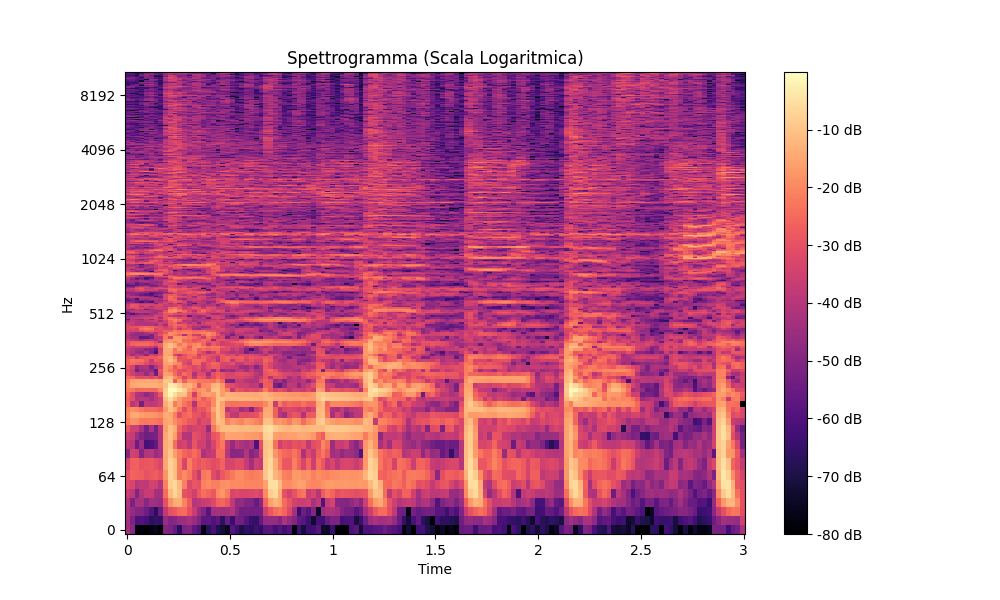 Spettrogramma (Scala Logaritmica)
8192
4096
2048
1024
512
256
128
64
0
Hz
0
0.5
1
1.5
2
2.5
3
Time
-10 dB
-20 dB
-30 dB
-40 dB
-50 dB
-60 dB
-70 dB
-80 dB